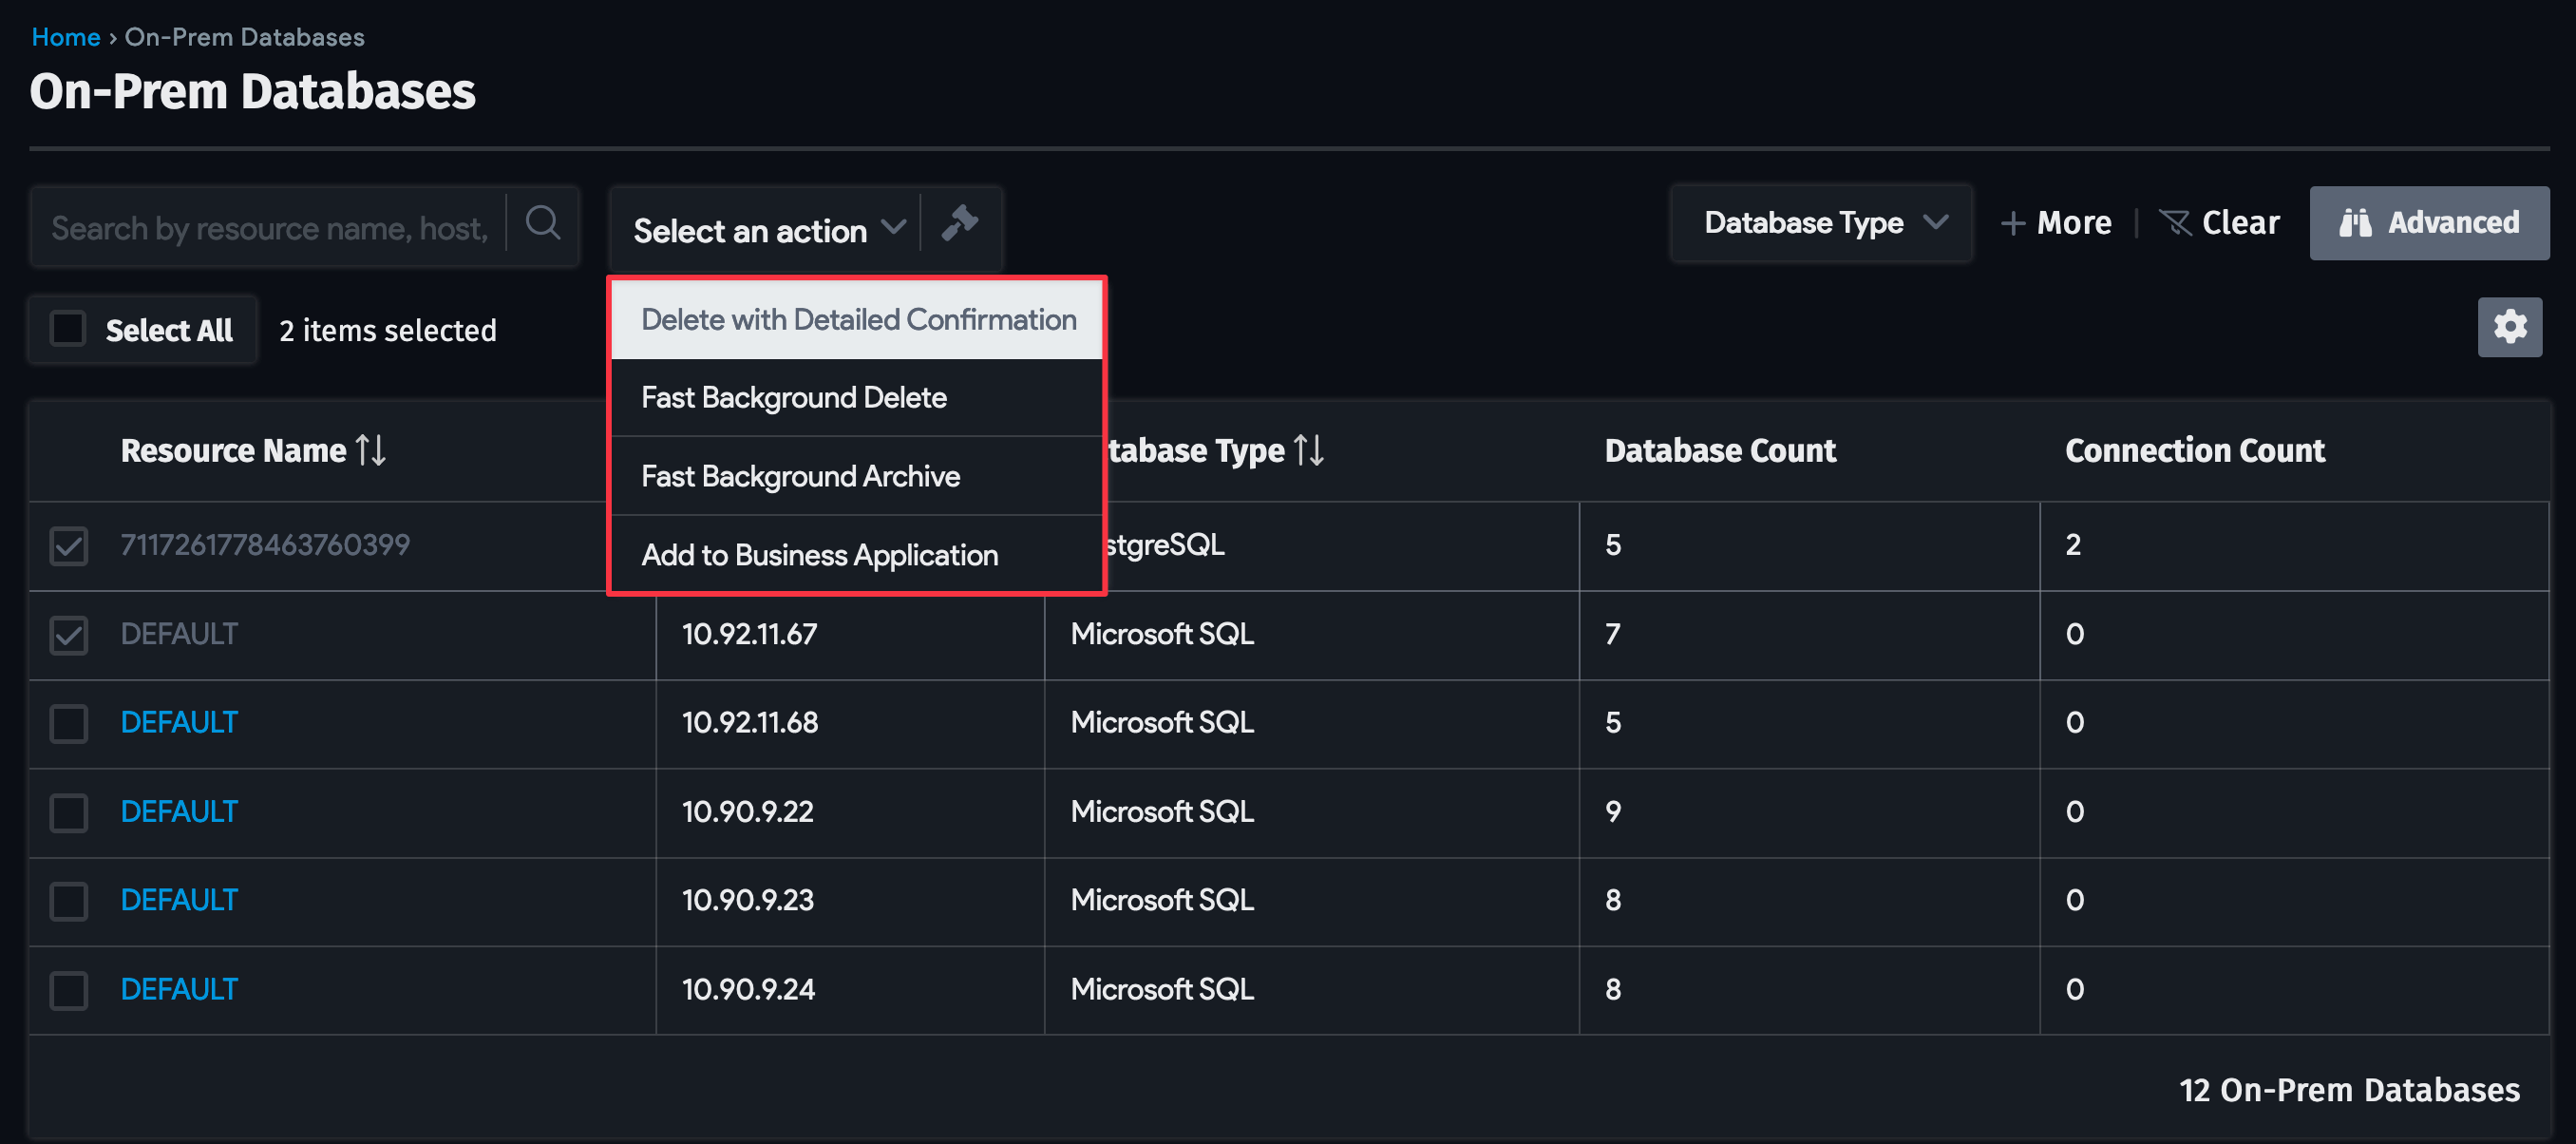 Home › On-Prem Databases
On-Prem Databases
Search by resource name, host,
Select an action
Database Type
+ More
Clear
Advanced
Select All
2 items selected
Delete with Detailed Confirmation
Fast Background Delete
Fast Background Archive
Add to Business Application
Resource Name tabase Type Database Count Connection Count
7117261778463760399 stgreSQL 5 2
DEFAULT 10.92.11.67 Microsoft SQL 7 0
DEFAULT 10.92.11.68 Microsoft SQL 5 0
DEFAULT 10.90.9.22 Microsoft SQL 9 0
DEFAULT 10.90.9.23 Microsoft SQL 8 0
DEFAULT 10.90.9.24 Microsoft SQL 8 0
12 On-Prem Databases